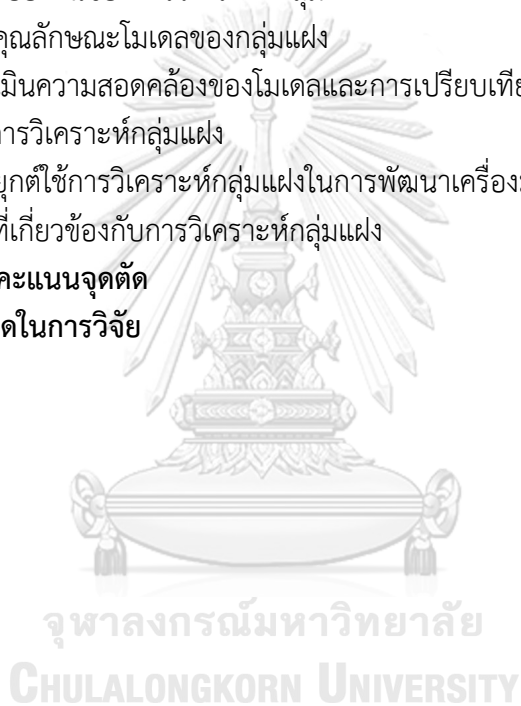 คุณลักษณะโมเดลของกลุ่มแฝง
เมินความสอดคล้องของโมเดลและการเปรียบเทีย
การวิเคราะห์กลุ่มแฝง
ยุกต์ใช้การวิเคราะห์กลุ่มแฝงในการพัฒนาเครื่อง
ที่เกี่ยวข้องกับการวิเคราะห์กลุ่มแฝง
คะแนนจุดตัด
ดในการวิจัย
จุฬาลงกรณ์มหาวิทยาลัย
CHULALONGKORN UNIVERSITY